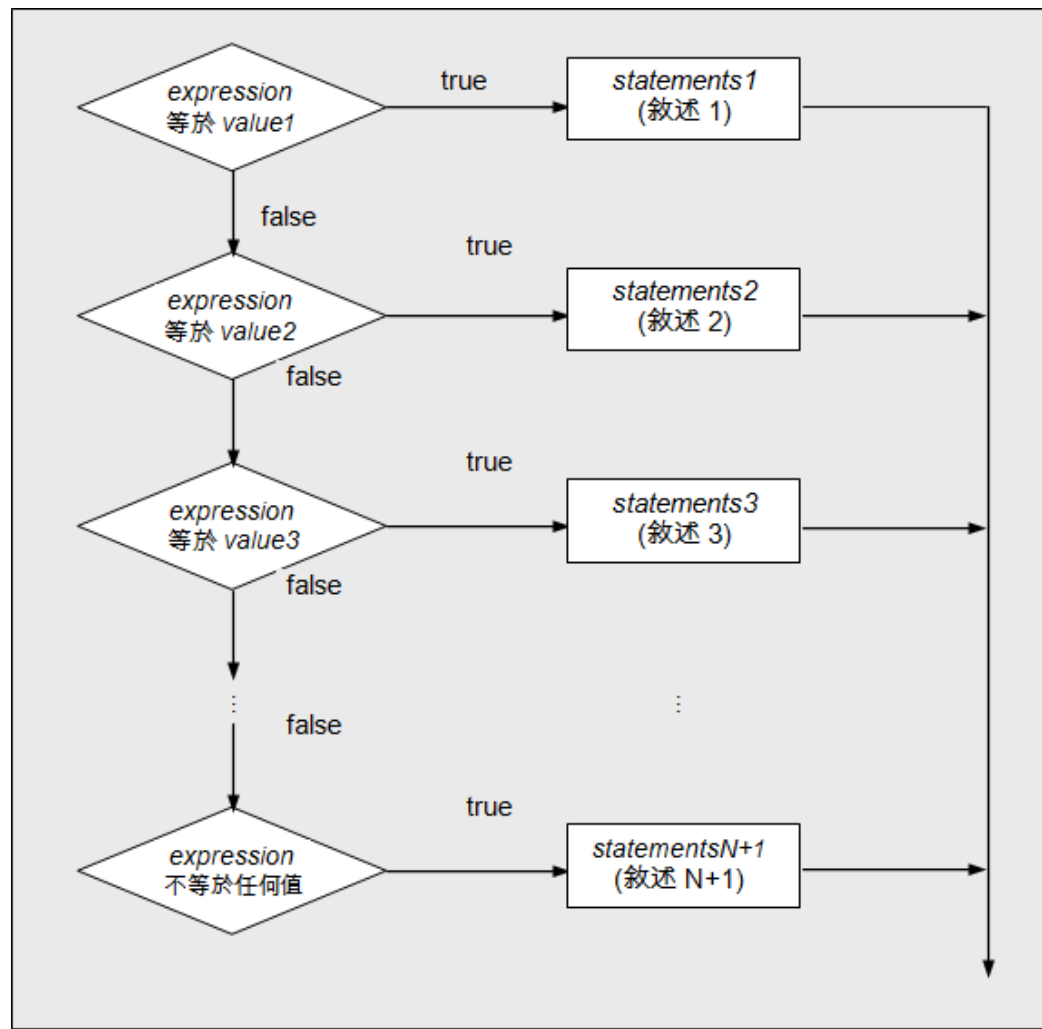 expression
等於 value1
true
statements1
(敘述 1)
false
expression
等於 value2
true
statements2
(敘述 2)
false
expression
等於 value3
true
statements3
(敘述 3)
false
⋮
⋮
false
expression
不等於任何值
true
statementsN+1
(敘述 N+1)